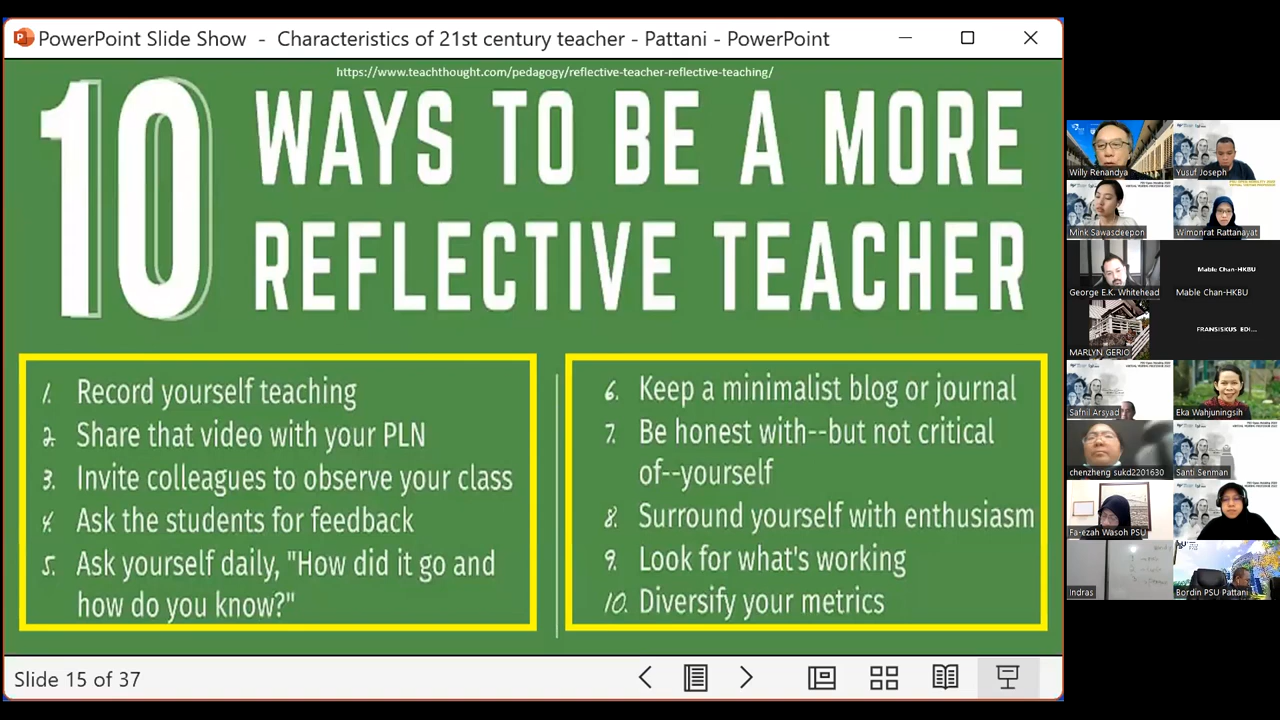 PowerPoint Slide Show - Characteristics of 21st century teacher - Pattani - PowerPoint
https://www.teachthought.com/pedagogy/reflective-teacher-reflective-teaching/
10 WAYS TO BE A MORE
REFLECTIVE TEACHER
1. Record yourself teaching
2. Share that video with your PLN
3. Invite colleagues to observe your class
4. Ask the students for feedback
5. Ask yourself daily, "How did it go and
how do you know?"
6. Keep a minimalist blog or journal
7. Be honest with--but not critical
of--yourself
8. Surround yourself with enthusiasm
9. Look for what's working
10. Diversify your metrics
Slide 15 of 37
Willy Renandya
Yusuf Joseph
Mink Sawasdeepon
Wimonrat Rattanayat
George E.K. Whitehead
Mable Chan-HKBU
Mable Chan-HKBU
MARLYN GERIO
FRANSISKUS EDI...
Safnil Arsyad
Eka Wahjuningsih
chenzheng sukd2201630
Santi Senman
Fa-ezah Wasoh PSU
Indras
Bordin PSU Pattani